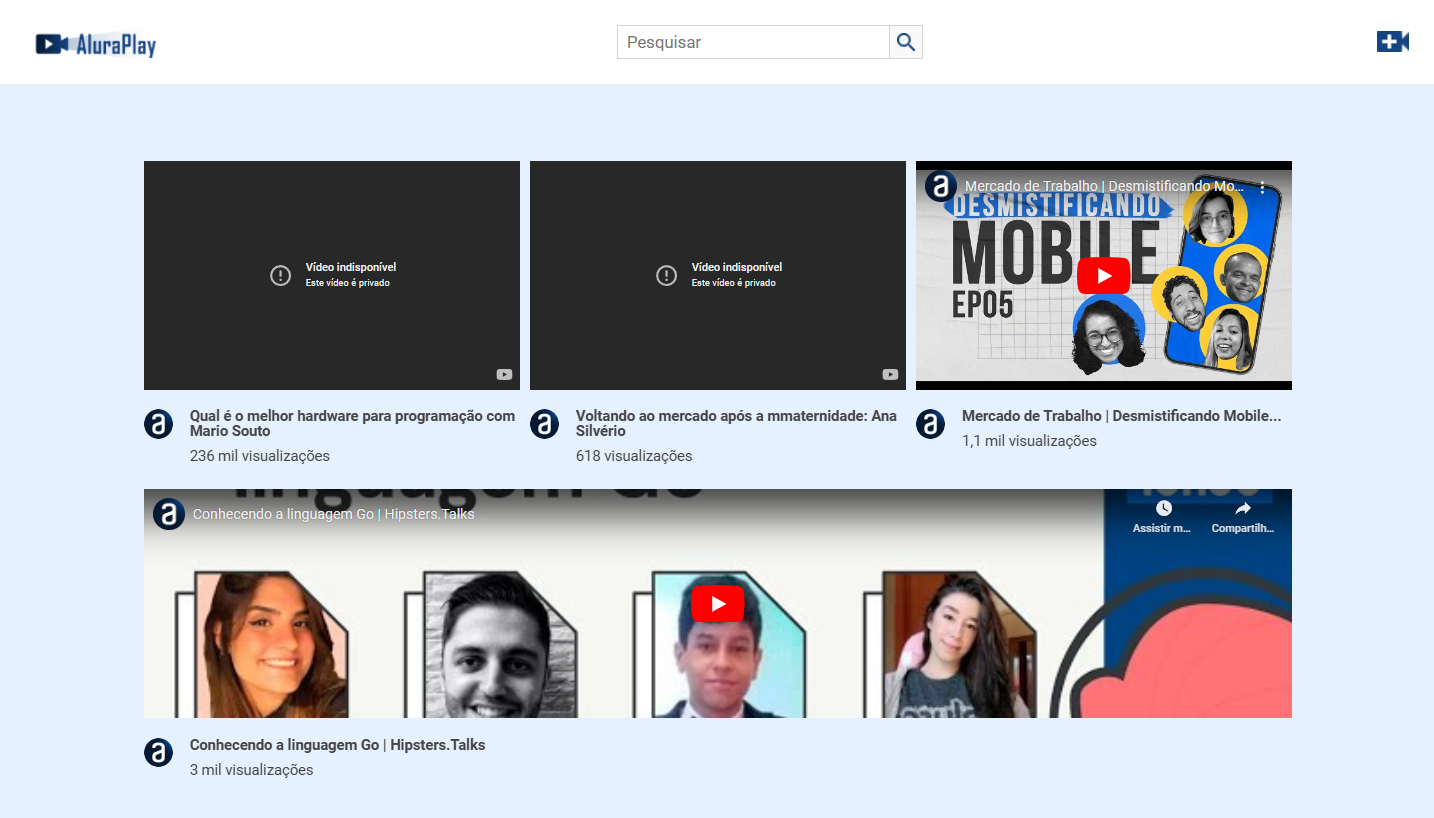 AluraPlay
Pesquisar
Vídeo indisponível
Este vídeo é privado
Vídeo indisponível
Este vídeo é privado
a
Mercado de Trabalho | Desmistificando Mo...
DESMISTIFICANDO
MOBILE
EP05
a
Qual é o melhor hardware para programação com
Mario Souto
236 mil visualizações
a
Voltando ao mercado após a mmaternidade: Ana
Silvério
618 visualizações
a
Mercado de Trabalho | Desmistificando Mobile...
1,1 mil visualizações
linguagem Go
a
Conhecendo a linguagem Go | Hipsters.Talks
Assistir m...
Compartilh...
a
Conhecendo a linguagem Go | Hipsters.Talks
3 mil visualizações